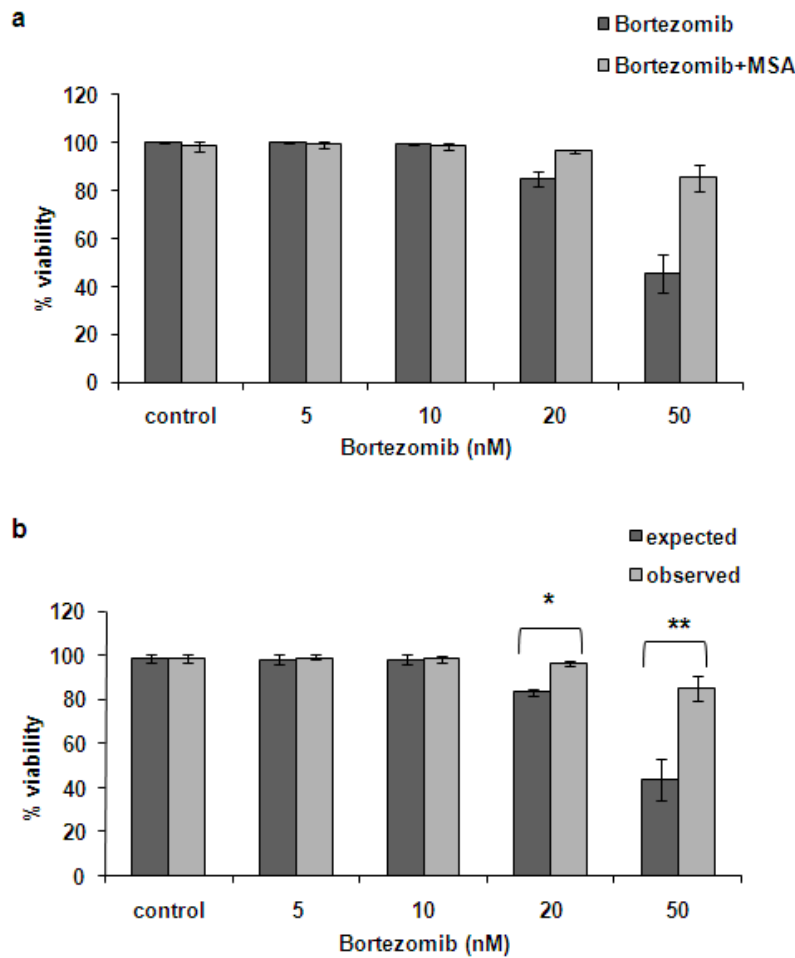 a
Bortezomib
Bortezomib+MSA
120
100
80
60
40
20
0
% viability
control 5 10 20 50
Bortezomib (nM)
b
expected
observed
* **
120
100
80
60
40
20
0
% viability
control 5 10 20 50
Bortezomib (nM)